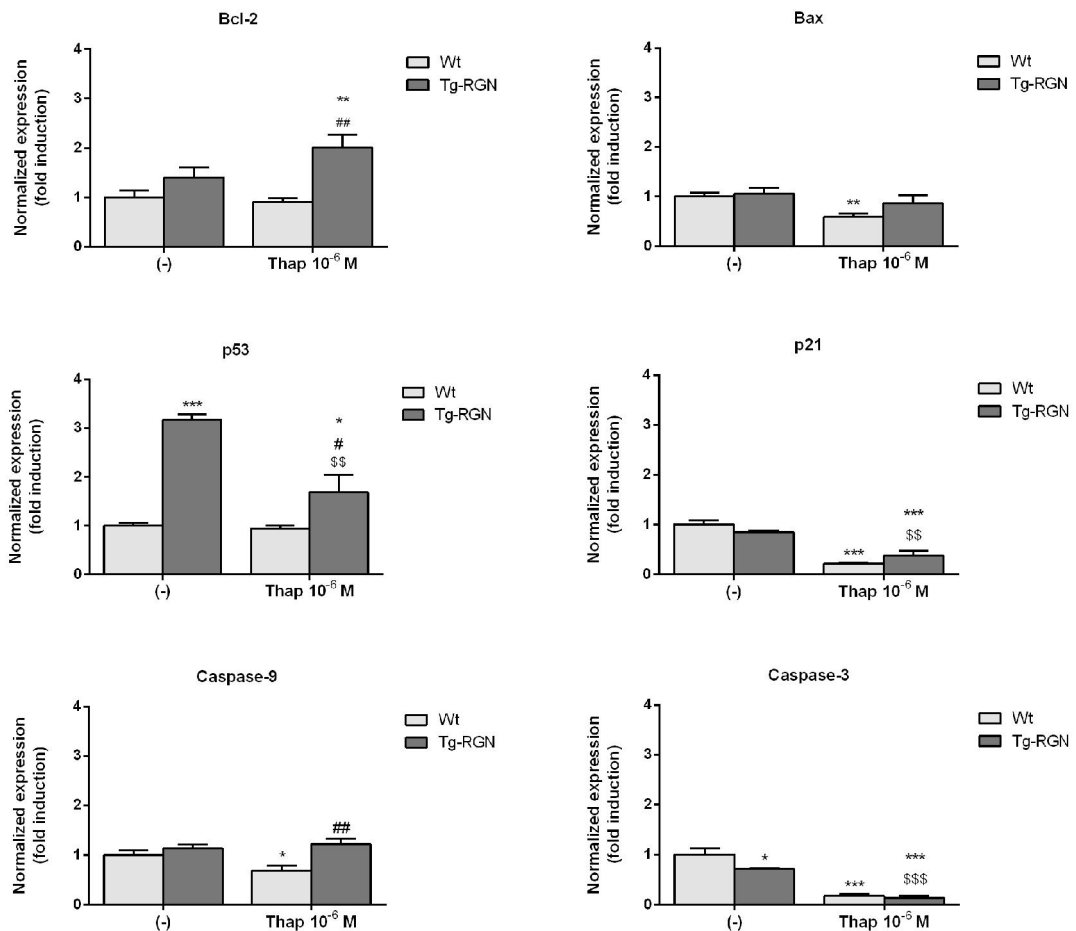 Bcl-2
Normalized expression
(fold induction)
4
3
2
1
0
**
##
(-)
Thap 10⁻⁶ M
Wt
Tg-RGN
Bax
Normalized expression
(fold induction)
4
3
2
1
0
**
(-)
Thap 10⁻⁶ M
Wt
Tg-RGN
p53
Normalized expression
(fold induction)
4
3
2
1
0
***
*
#
$$
(-)
Thap 10⁻⁶ M
Wt
Tg-RGN
p21
Normalized expression
(fold induction)
4
3
2
1
0
***
***
$$
(-)
Thap 10⁻⁶ M
Wt
Tg-RGN
Caspase-9
Normalized expression
(fold induction)
4
3
2
1
0
*
##
(-)
Thap 10⁻⁶ M
Wt
Tg-RGN
Caspase-3
Normalized expression
(fold induction)
4
3
2
1
0
*
***
***
$$$
(-)
Thap 10⁻⁶ M
Wt
Tg-RGN